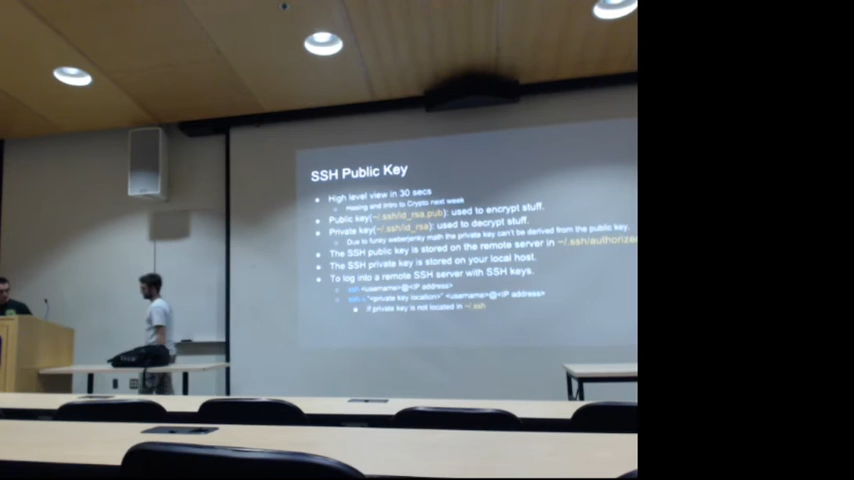 SSH Public Key
High level view in 30 secs
Hashing and Intro to Crypto next week
Public key(~/.ssh/id_rsa.pub): used to encrypt stuff.
Private key(~/.ssh/id_rsa): used to decrypt stuff.
Due to funky math the private key can't be derived from the public key.
The SSH public key is stored on the remote server in ~/.ssh/authorize
The SSH private key is stored on your local host.
To log into a remote SSH server with SSH keys.
ssh <username>@<IP address>
ssh "<private key location>" <username>@<IP address>
If private key is not located in ~/.ssh